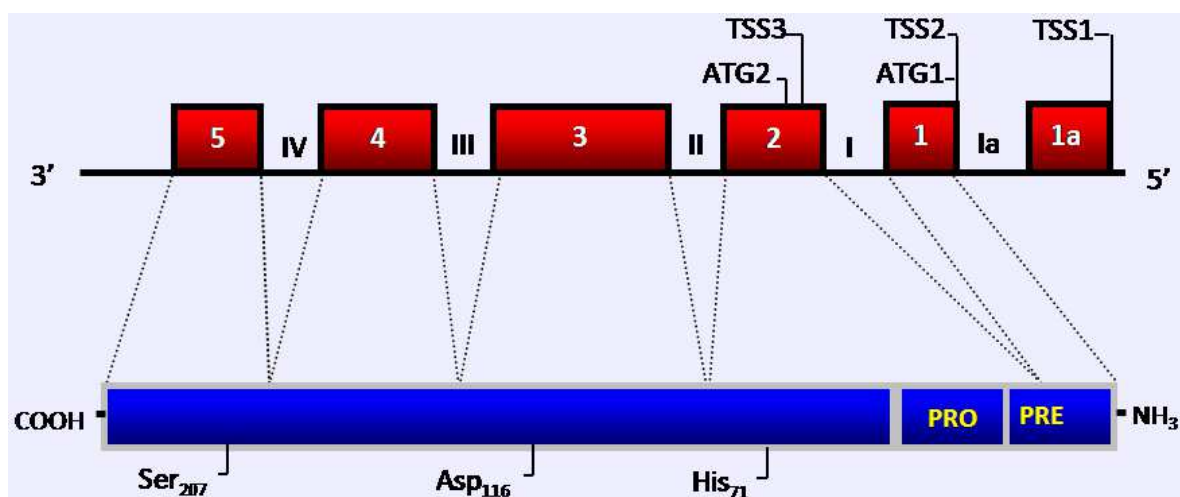 TSS3 TSS2 TSS1
ATG2 ATG1
5 IV 4 III 3 II 2 I 1 Ia 1a
3’ 5’
COOH PRO PRE NH₃
Ser₂₀₇ Asp₁₁₆ His₇₁